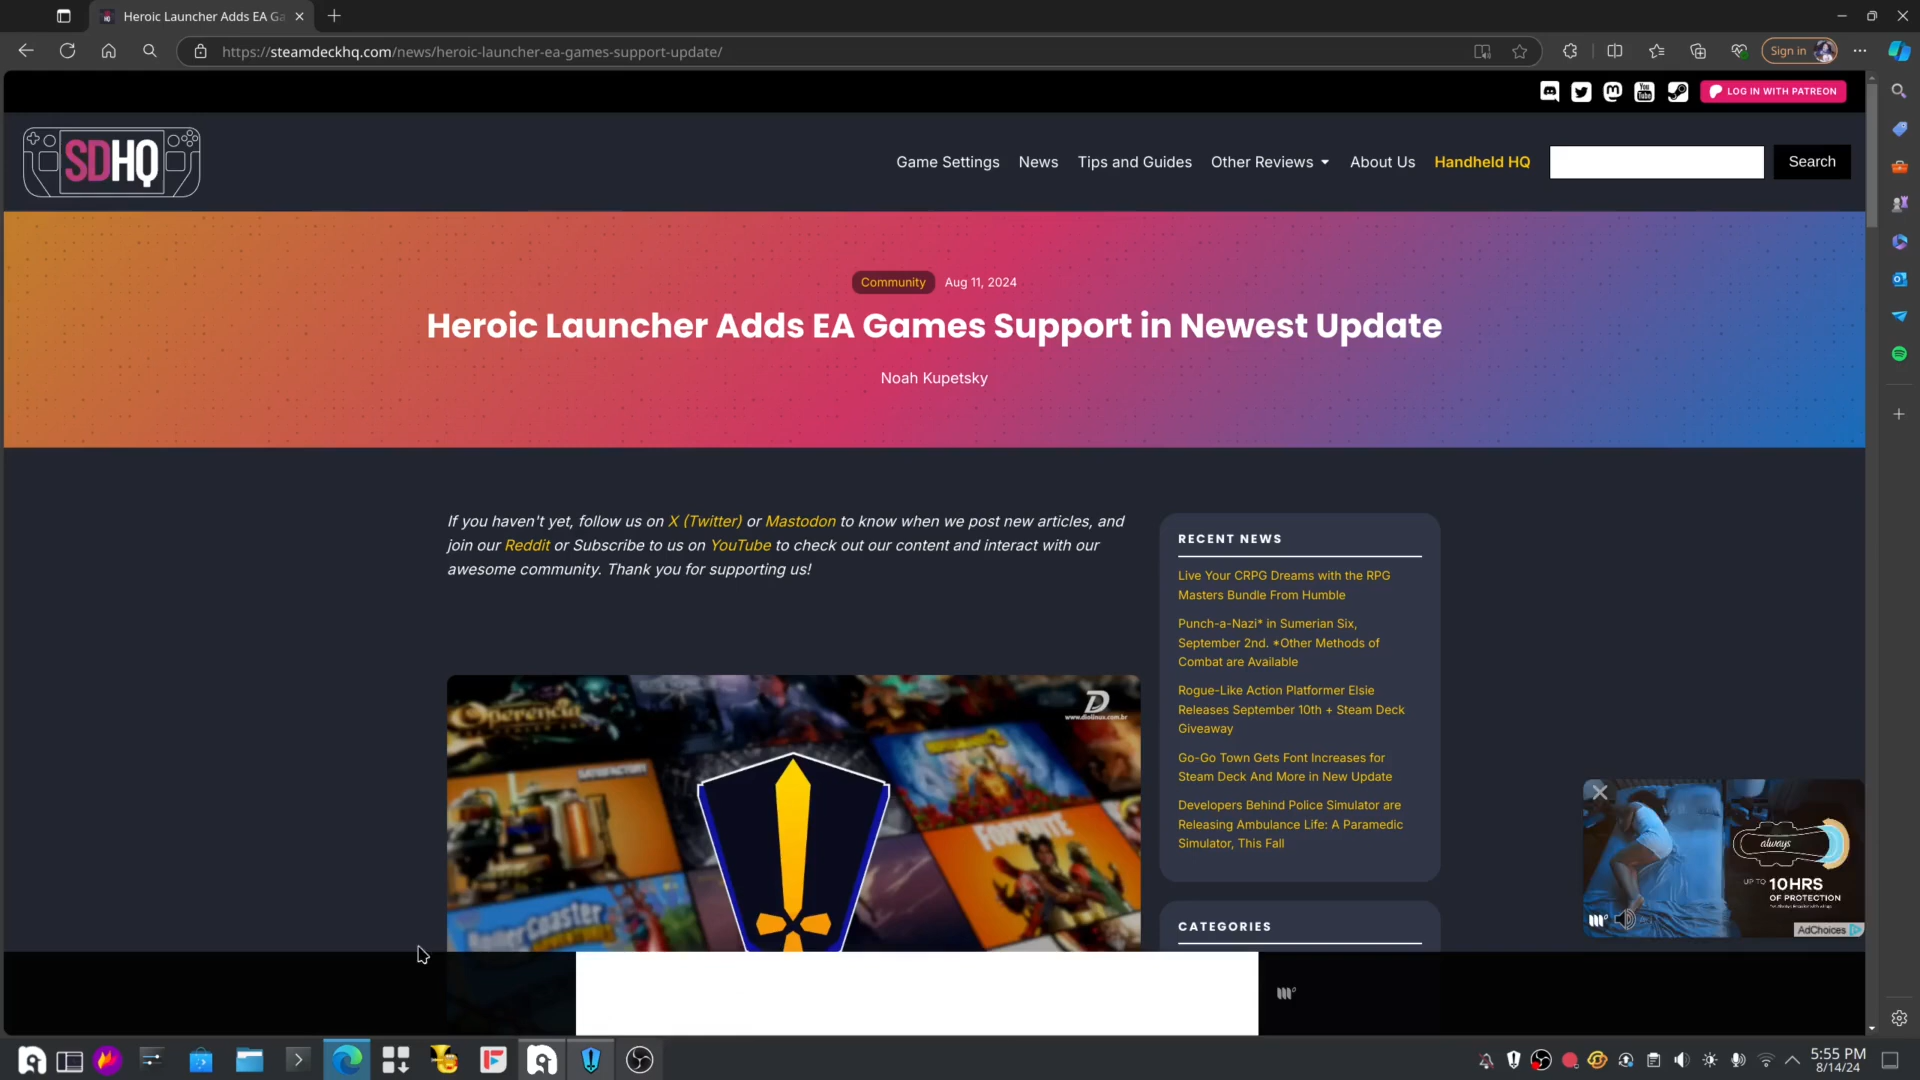 Heroic Launcher Adds EA Ga
https://steamdeckhq.com/news/heroic-launcher-ea-games-support-update/
Sign in
LOG IN WITH PATREON
SDHQ
Game Settings
News
Tips and Guides
Other Reviews
About Us
Handheld HQ
Search
Community
Aug 11, 2024
Heroic Launcher Adds EA Games Support in Newest Update
Noah Kupetsky
If you haven't yet, follow us on X (Twitter) or Mastodon to know when we post new articles, and
join our Reddit or Subscribe to us on YouTube to check out our content and interact with our
awesome community. Thank you for supporting us!
RECENT NEWS
Live Your CRPG Dreams with the RPG
Masters Bundle From Humble
Punch-a-Nazi* in Sumerian Six,
September 2nd. *Other Methods of
Combat are Available
Rogue-Like Action Platformer Elsie
Releases September 10th + Steam Deck
Giveaway
Go-Go Town Gets Font Increases for
Steam Deck And More in New Update
Developers Behind Police Simulator are
Releasing Ambulance Life: A Paramedic
Simulator, This Fall
CATEGORIES
Operencia
D
www.diolinux.com.br
SATISFACTORY
FORTNITE
always
UP TO 10HRS
OF PROTECTION
AdChoices
5:55 PM
8/14/24